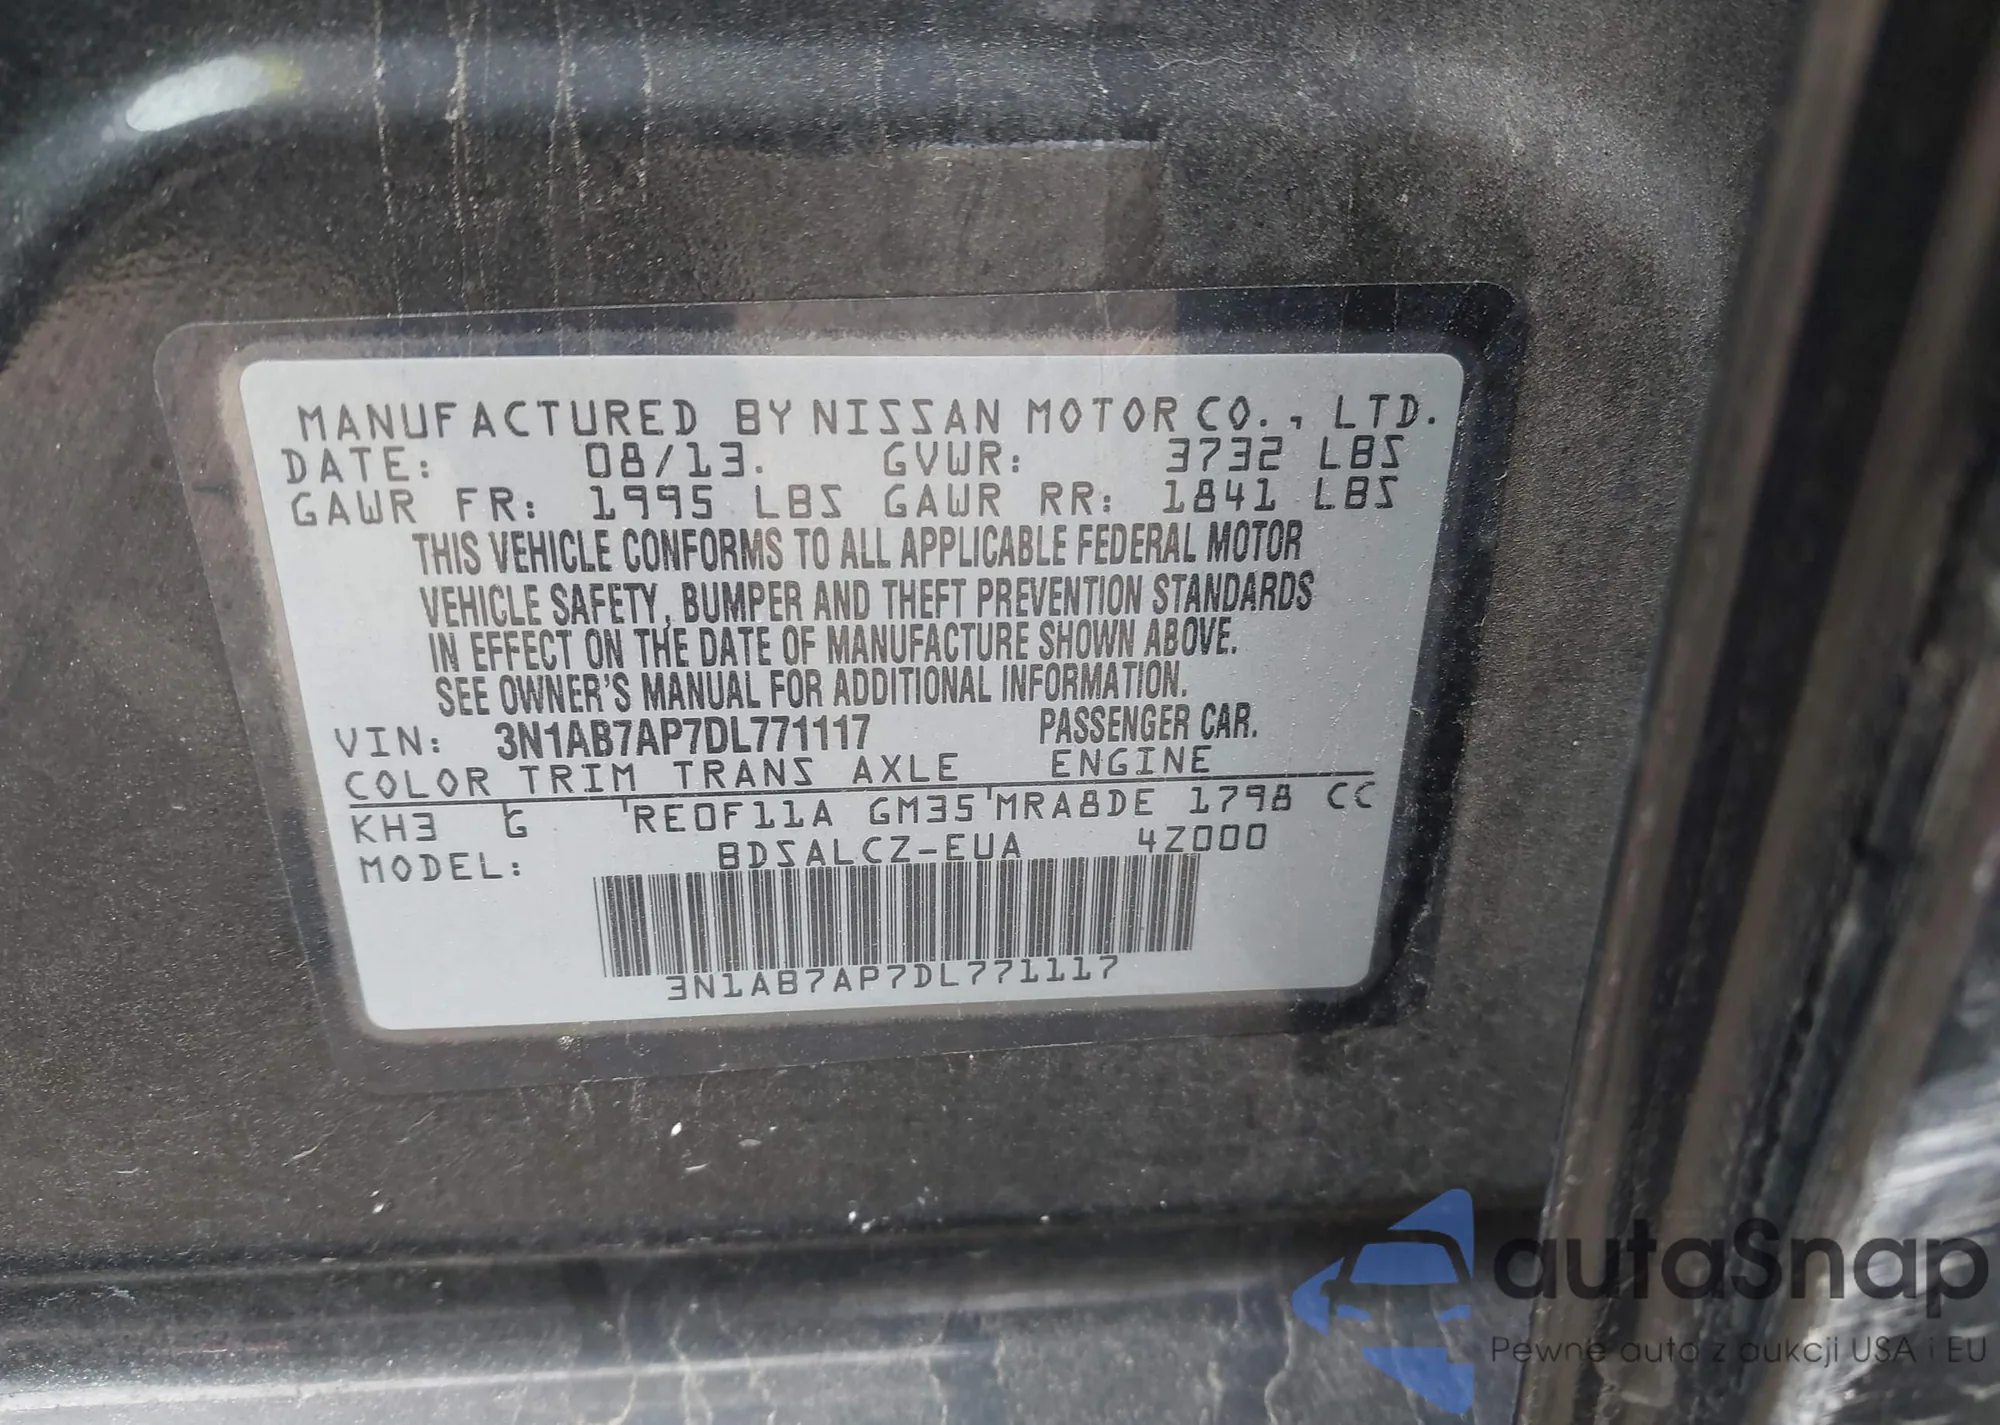 MANUFACTURED BY NISSAN MOTOR CO., LTD.
DATE: 08/13. GVWR: 3732 LBS
GAWR FR: 1995 LBS GAWR RR: 1841 LBS
THIS VEHICLE CONFORMS TO ALL APPLICABLE FEDERAL MOTOR
VEHICLE SAFETY, BUMPER AND THEFT PREVENTION STANDARDS
IN EFFECT ON THE DATE OF MANUFACTURE SHOWN ABOVE.
SEE OWNER'S MANUAL FOR ADDITIONAL INFORMATION.
VIN: 3N1AB7AP7DL771117 PASSENGER CAR.
COLOR TRIM TRANS AXLE ENGINE
KH3 G RE0F11A GM35 MRA8DE 1798 CC
MODEL: BDSALCZ-EUA 4Z000
3N1AB7AP7DL771117
autaSnap
Pewne auta z aukcji USA i EU